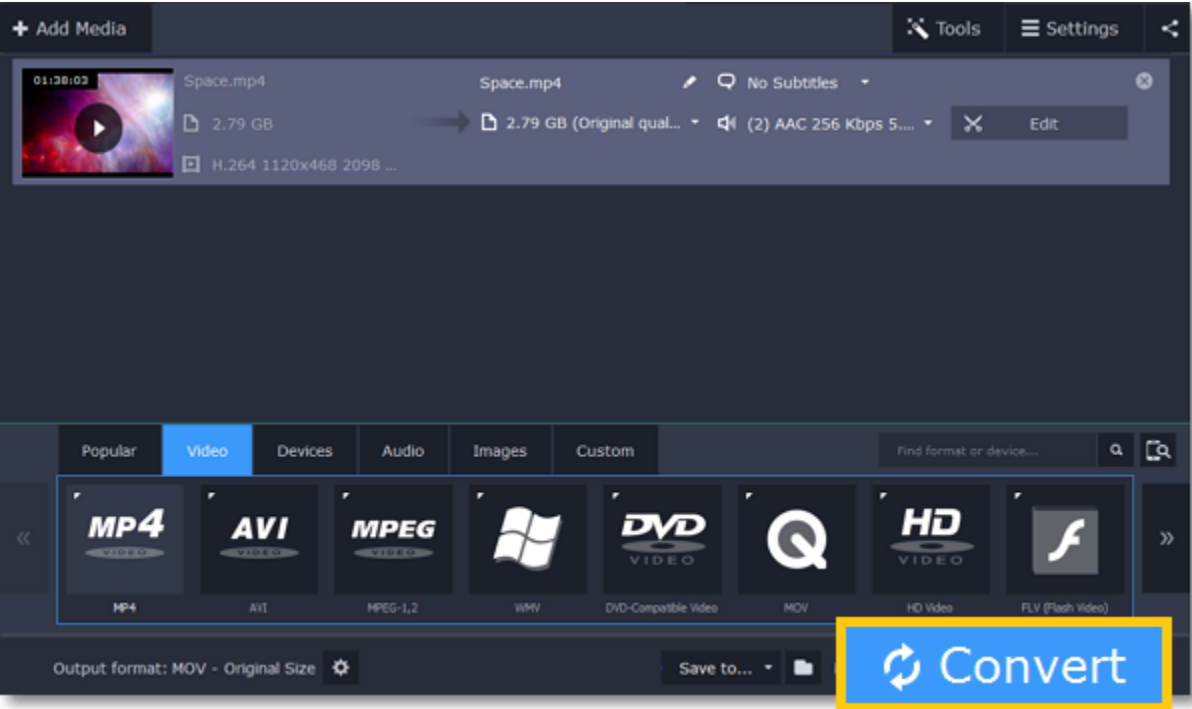 Add Media
Tools
Settings
01:38:03
Space.mp4
2.79 GB
H.264 1120x468 2098 ...
Space.mp4
2.79 GB (Original qual...
No Subtitles
(2) AAC 256 Kbps 5....
Edit
Popular
Video
Devices
Audio
Images
Custom
Find format or device...
MP4
VIDEO
AVI
VIDEO
MPEG
VIDEO
DVD
VIDEO
HD
VIDEO
MP4
AVI
MPEG-1,2
WMV
DVD-Compatible Video
MOV
HD Video
FLV (Flash Video)
Output format: MOV - Original Size
Save to...
Convert